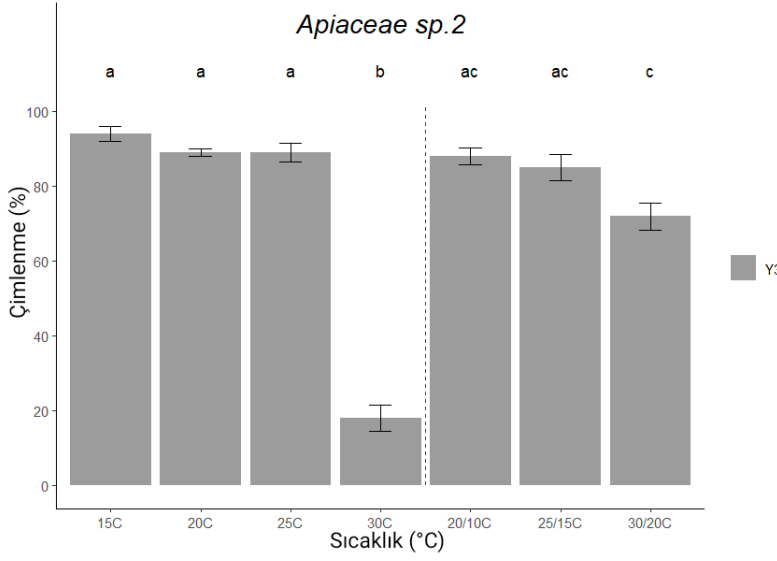 Apiaceae sp.2
a a a b ac ac c
100
80
60
40
20
0
Çimlenme (%)
15C 20C 25C 30C 20/10C 25/15C 30/20C
Sıcaklık (°C)